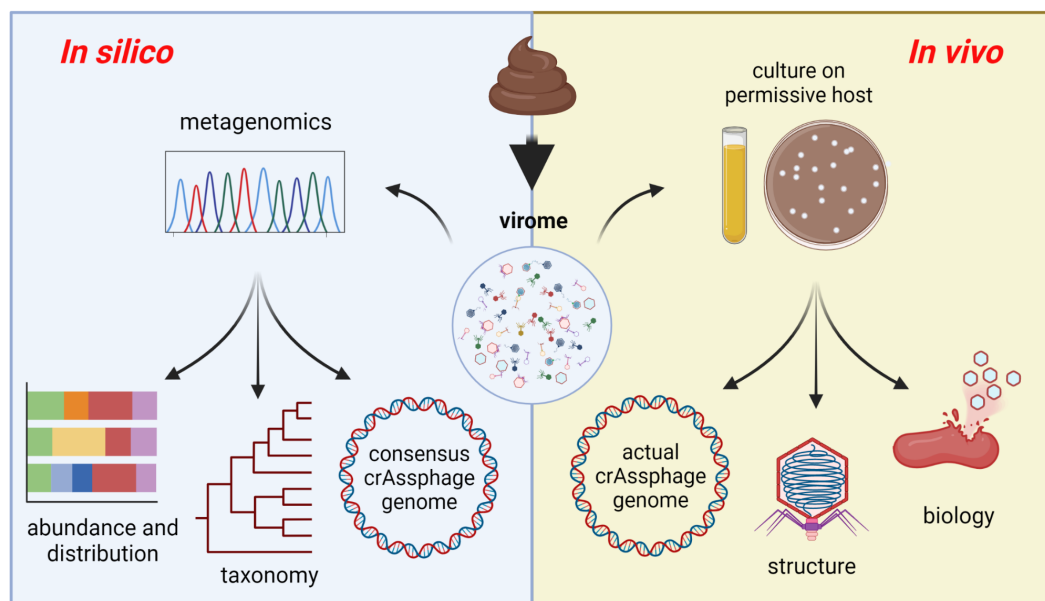 In silico
In vivo
culture on
permissive host
metagenomics
virome
consensus
crAssphage
genome
actual
crAssphage
genome
abundance and
distribution
taxonomy
structure
biology